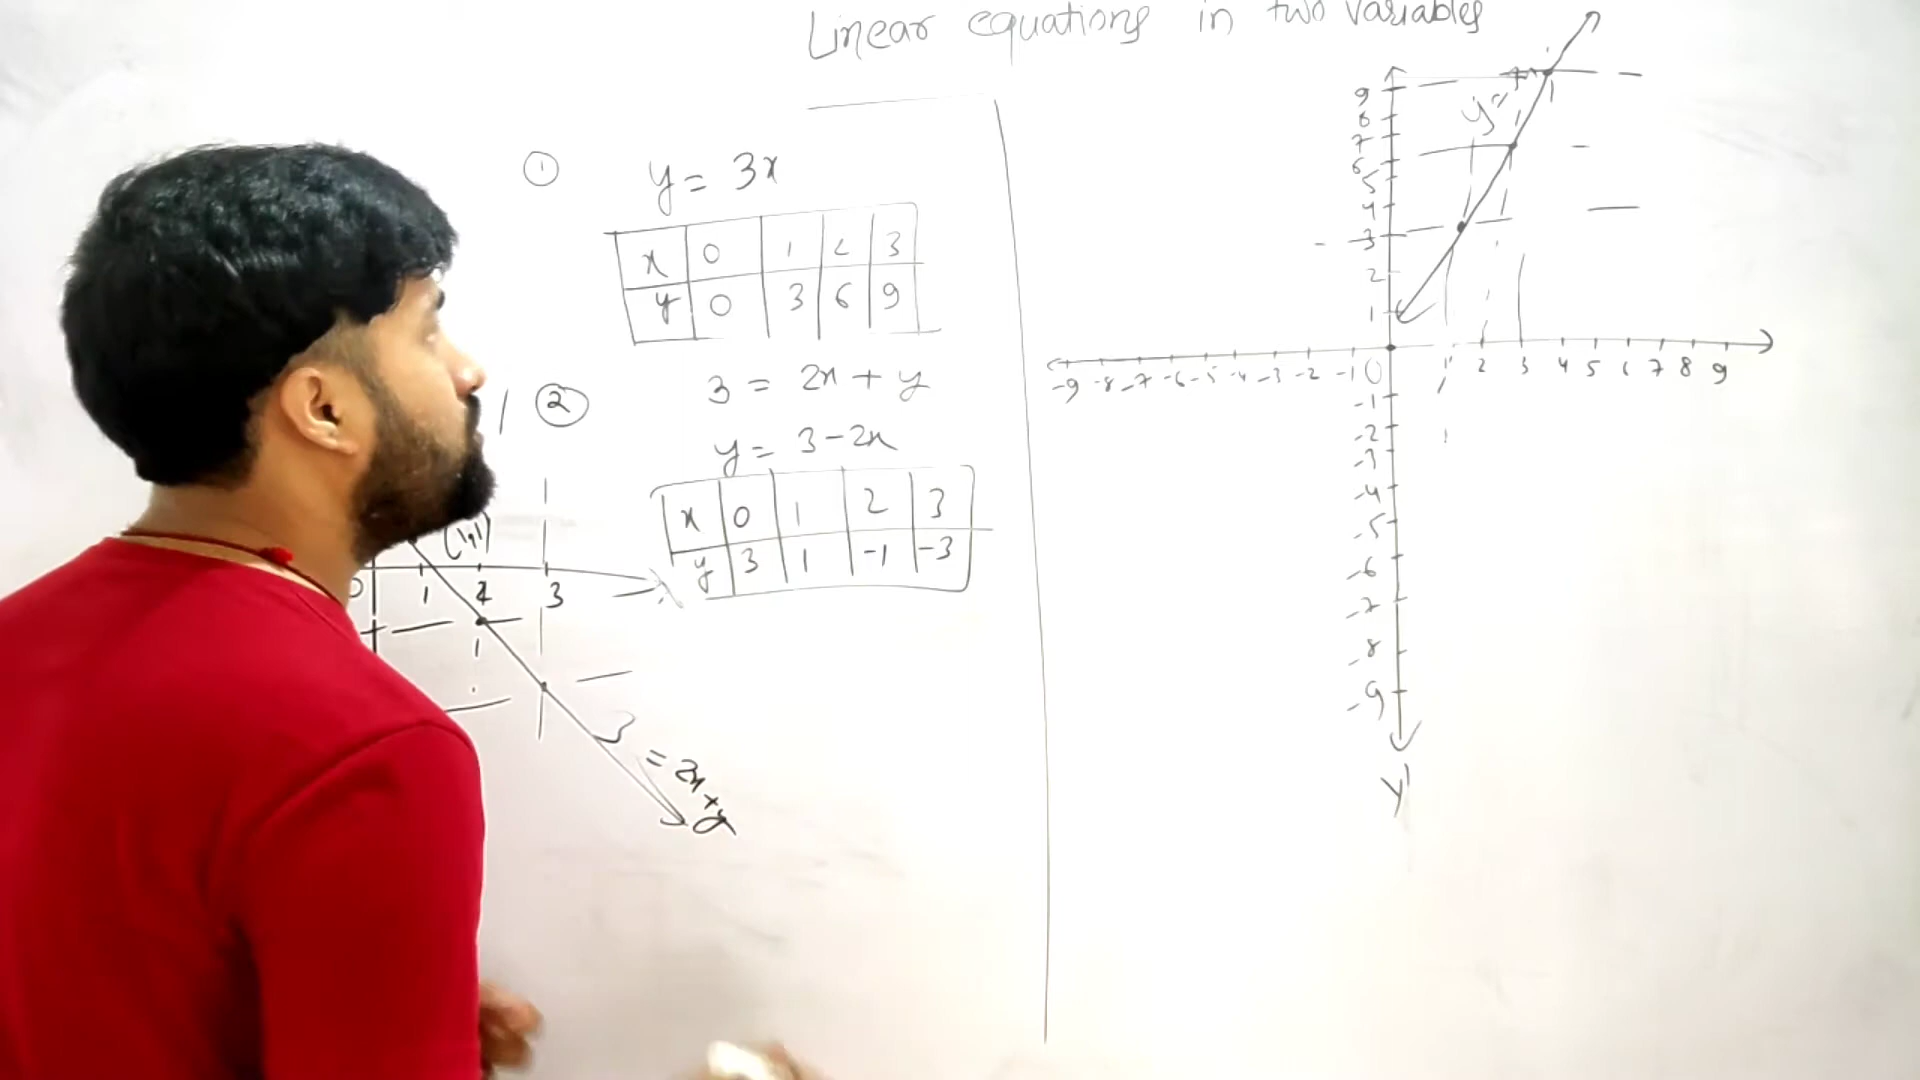 Linear equations in two variables
① y = 3x
x 0 1 2 3
y 0 3 6 9
② 3 = 2x + y
y = 3 - 2x
x 0 1 2 3
y 3 1 -1 -3
(1,1)
0 1 2 3
3 = 2x + y
y =
9
8
7
6
5
4
3
2
1
-9 -8 -7 -6 -5 -4 -3 -2 -1 0 1 2 3 4 5 6 7 8 9
-1
-2
-3
-4
-5
-6
-7
-8
-9
y'